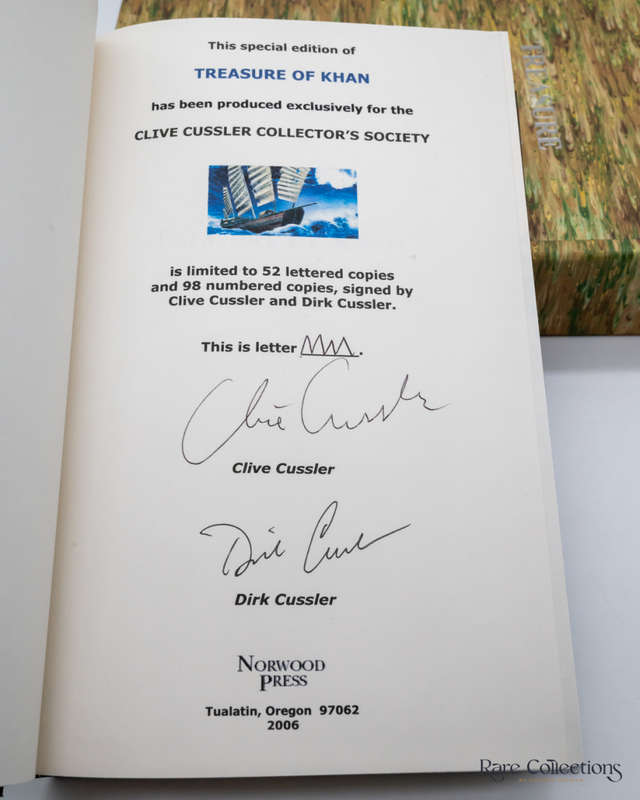 This special edition of
TREASURE OF KHAN
has been produced exclusively for the
CLIVE CUSSLER COLLECTOR'S SOCIETY
is limited to 52 lettered copies
and 98 numbered copies, signed by
Clive Cussler and Dirk Cussler.
This is letter MM.
Clive Cussler
Clive Cussler
Dirk Cussler
Dirk Cussler
NORWOOD
PRESS
Tualatin, Oregon 97062
2006
TREASURE
Rare Collections